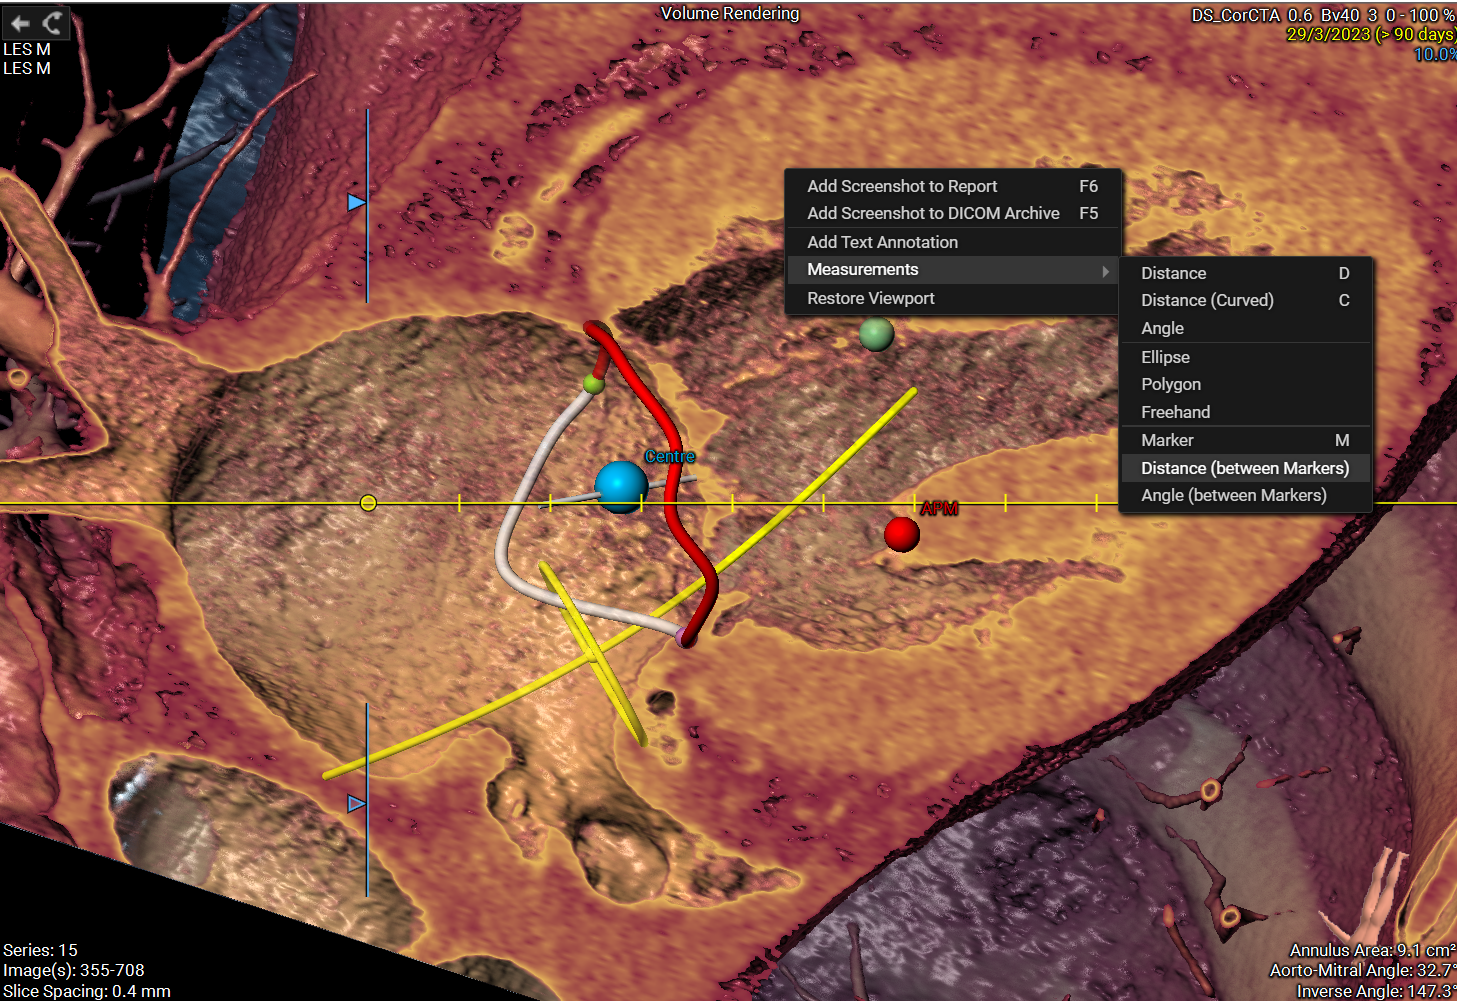 Volume Rendering
DS_CorCTA 0.6 Bv40 3 0 - 100 %
29/3/2023 (> 90 days)
10.0%
LES M
LES M
Add Screenshot to Report F6
Add Screenshot to DICOM Archive F5
Add Text Annotation
Measurements
Restore Viewport
Distance D
Distance (Curved) C
Angle
Ellipse
Polygon
Freehand
Marker M
Distance (between Markers)
Angle (between Markers)
Centre
APM
Series: 15
Image(s): 355-708
Slice Spacing: 0.4 mm
Annulus Area: 9.1 cm²
Aorto-Mitral Angle: 32.7°
Inverse Angle: 147.3°